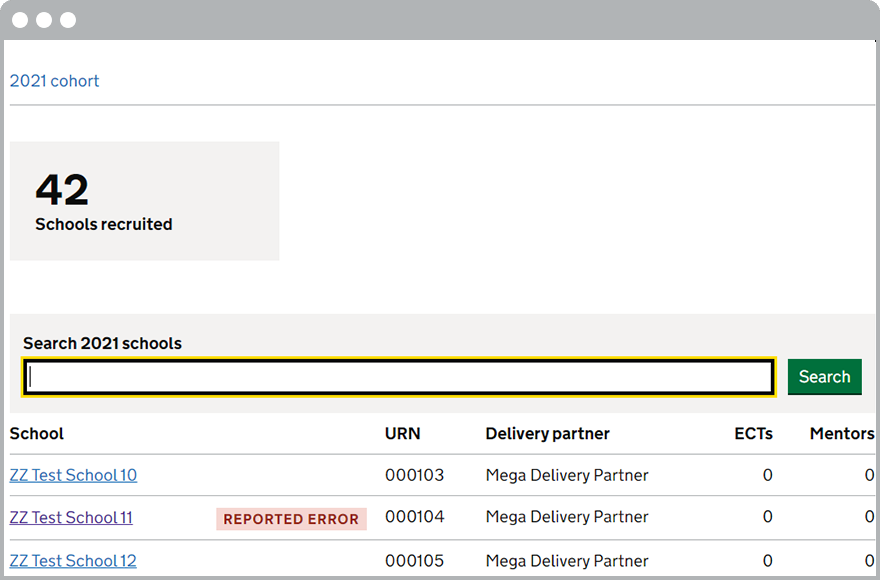 2021 cohort
42
Schools recruited
Search 2021 schools
Search
School URN Delivery partner ECTs Mentors
ZZ Test School 10 000103 Mega Delivery Partner 0 0
ZZ Test School 11 REPORTED ERROR 000104 Mega Delivery Partner 0 0
ZZ Test School 12 000105 Mega Delivery Partner 0 0